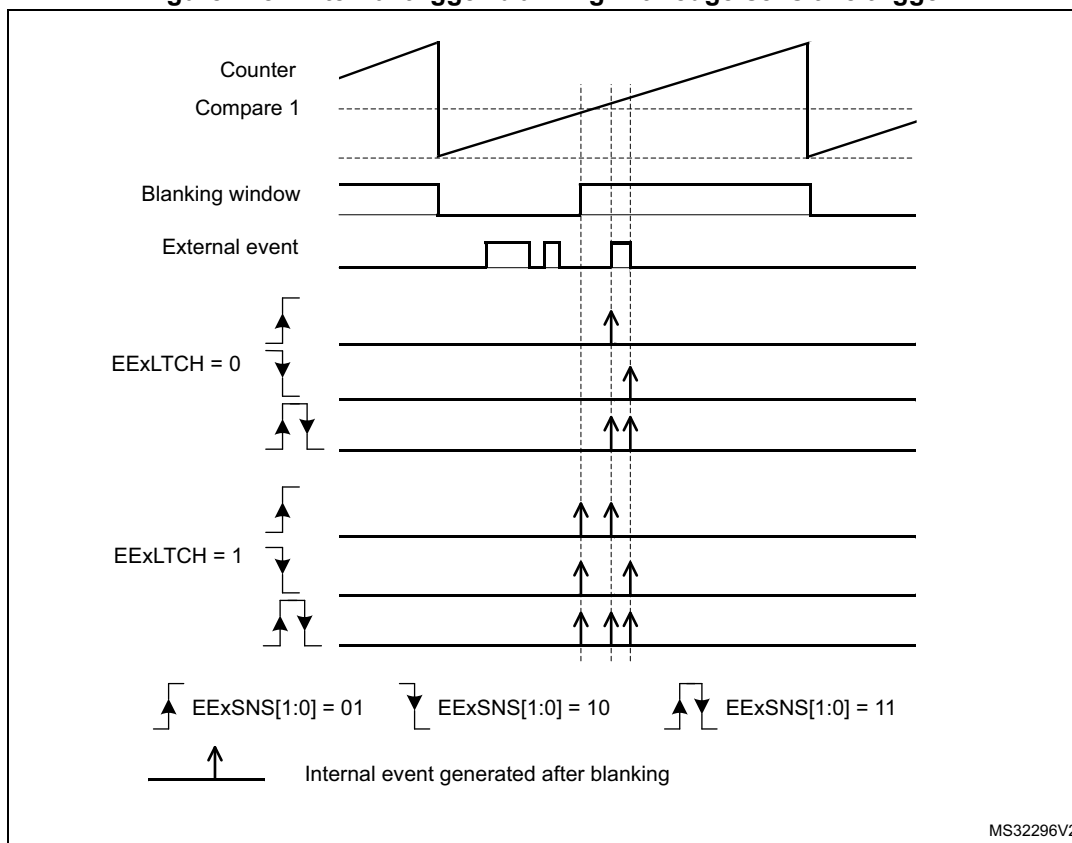 Counter
Compare 1
Blanking window
External event
EExLTCH = 0
EExLTCH = 1
EExSNS[1:0] = 01 EExSNS[1:0] = 10 EExSNS[1:0] = 11
Internal event generated after blanking
MS32296V2